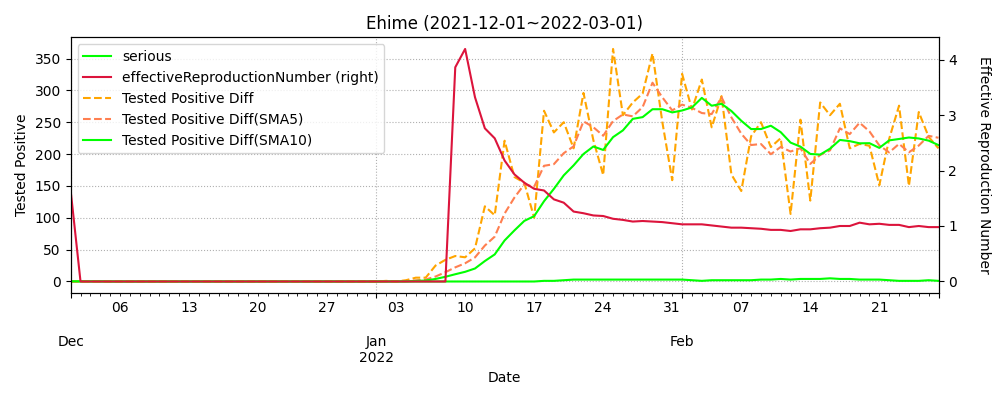 Ehime (2021-12-01~2022-03-01)
serious
effectiveReproductionNumber (right)
Tested Positive Diff
Tested Positive Diff(SMA5)
Tested Positive Diff(SMA10)
Tested Positive
350
300
250
200
150
100
50
0
Effective Reproduction Number
4
3
2
1
0
06 13 20 27 03 10 17 24 31 07 14 21
Dec Jan Feb
2022
Date